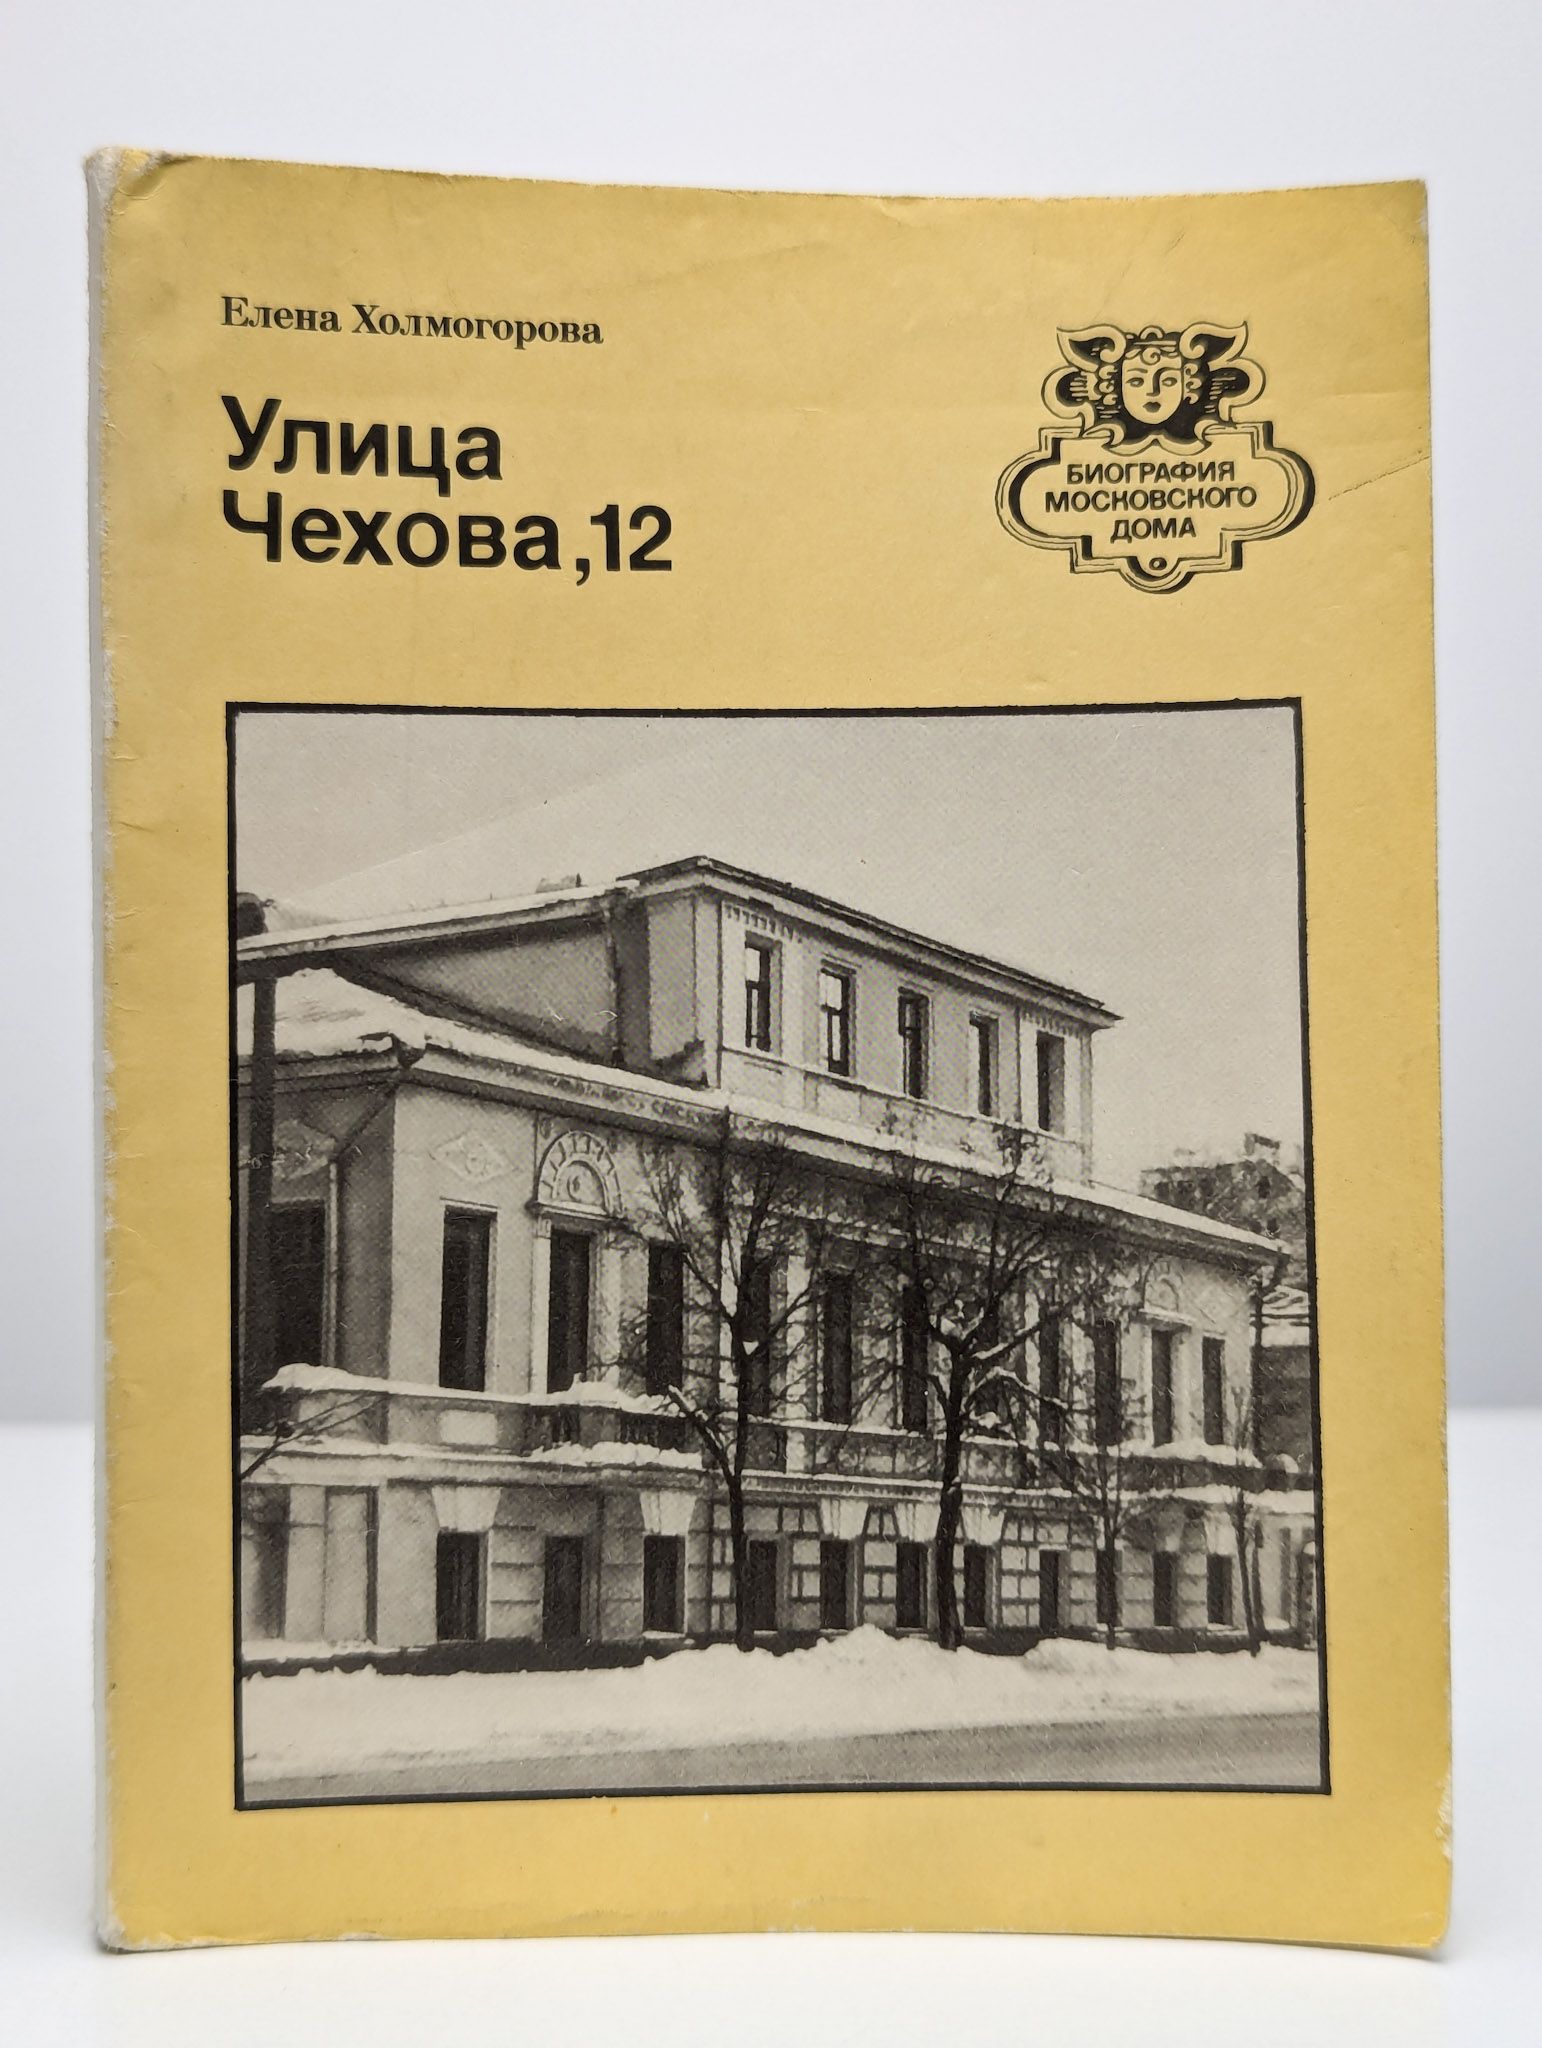 Елена Холмогорова
Улица
Чехова, 12
БИОГРАФИЯ
МОСКОВСКОГО
ДОМА